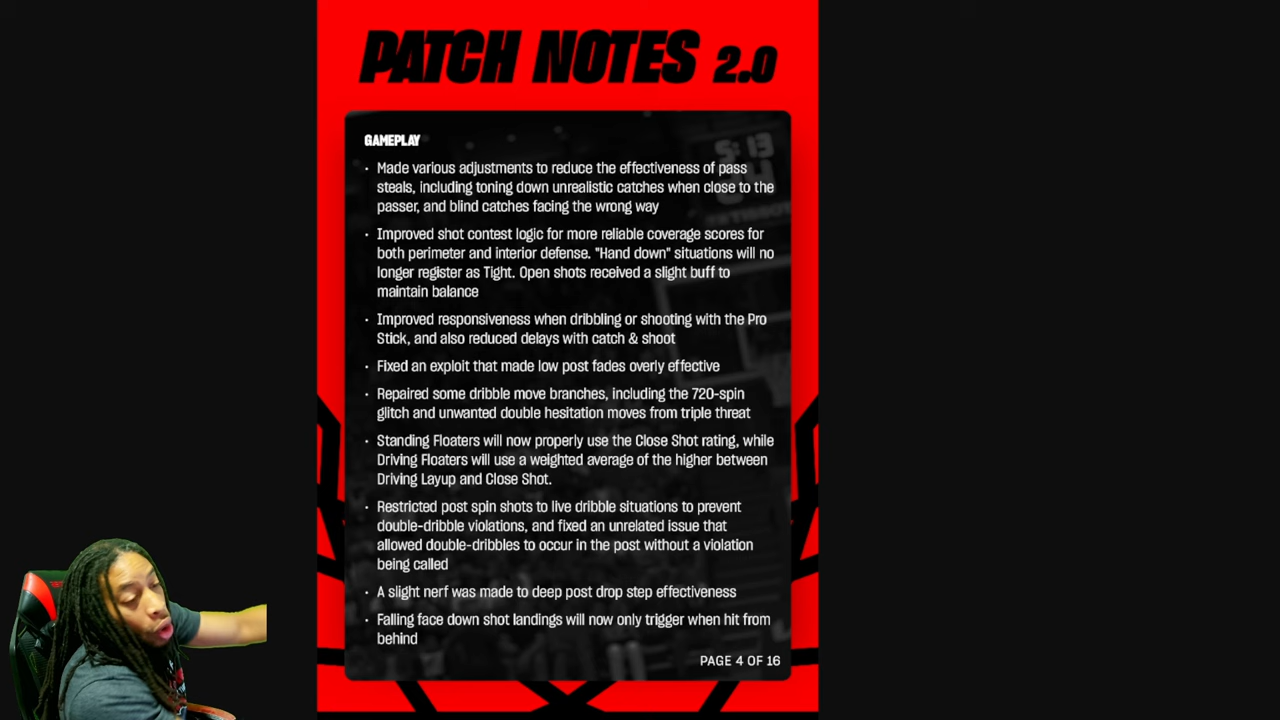 PATCH NOTES 2.0
GAMEPLAY
· Made various adjustments to reduce the effectiveness of pass
steals, including toning down unrealistic catches when close to the
passer, and blind catches facing the wrong way
· Improved shot contest logic for more reliable coverage scores for
both perimeter and interior defense. "Hand down" situations will no
longer register as Tight. Open shots received a slight buff to
maintain balance
· Improved responsiveness when dribbling or shooting with the Pro
Stick, and also reduced delays with catch & shoot
· Fixed an exploit that made low post fades overly effective
· Repaired some dribble move branches, including the 720-spin
glitch and unwanted double hesitation moves from triple threat
· Standing Floaters will now properly use the Close Shot rating, while
Driving Floaters will use a weighted average of the higher between
Driving Layup and Close Shot.
· Restricted post spin shots to live dribble situations to prevent
double-dribble violations, and fixed an unrelated issue that
allowed double-dribbles to occur in the post without a violation
being called
· A slight nerf was made to deep post drop step effectiveness
· Falling face down shot landings will now only trigger when hit from
behind
PAGE 4 OF 16